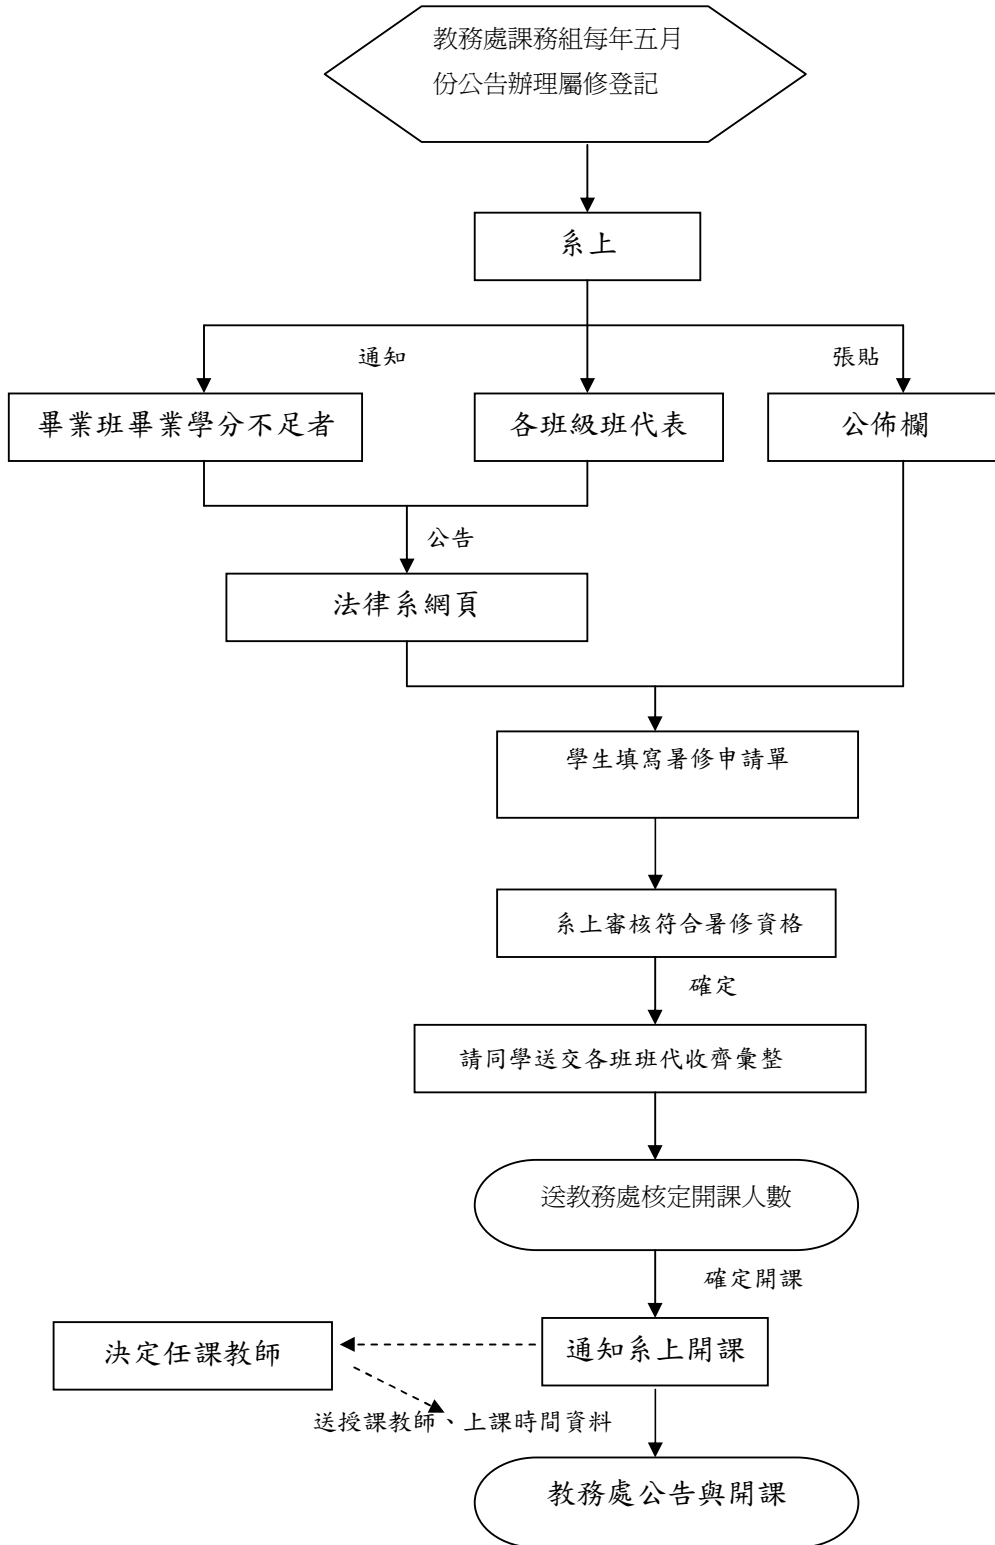 教務處課務組每年五月
份公告辦理屬修登記
系上
通知
張貼
畢業班畢業學分不足者
各班級班代表
公佈欄
公告
法律系網頁
學生填寫暑修申請單
系上審核符合暑修資格
確定
請同學送交各班班代收齊彙整
送教務處核定開課人數
確定開課
決定任課教師
通知系上開課
送授課教師、上課時間資料
教務處公告與開課